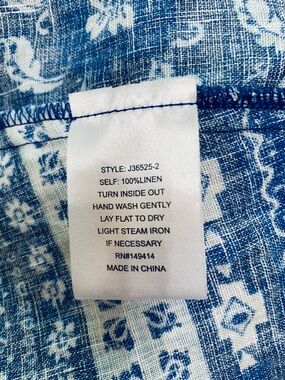 STYLE: J36525-2
SELF: 100%LINEN
TURN INSIDE OUT
HAND WASH GENTLY
LAY FLAT TO DRY
LIGHT STEAM IRON
IF NECESSARY
RN#149414
MADE IN CHINA